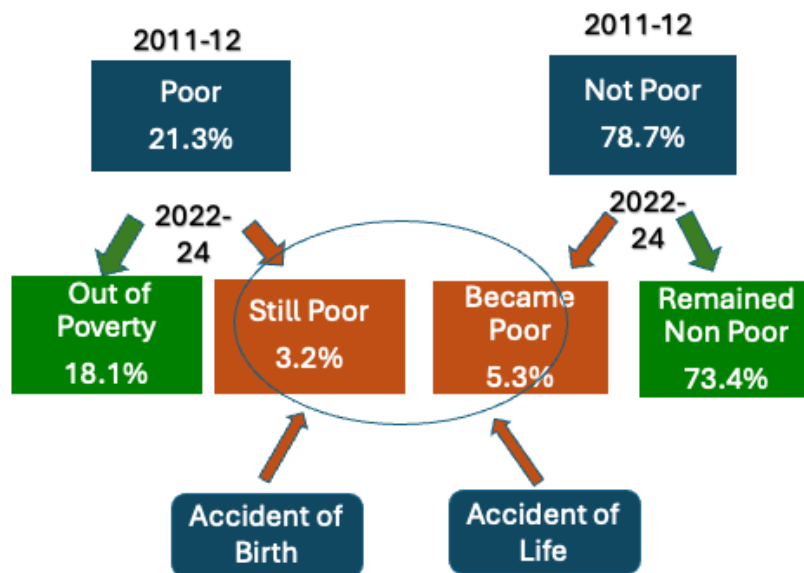 2011-12
2011-12
Poor
21.3%
Not Poor
78.7%
2022-
24
2022-
24
Out of
Poverty
18.1%
Still Poor
3.2%
Became
Poor
5.3%
Remained
Non Poor
73.4%
Accident of
Birth
Accident of
Life